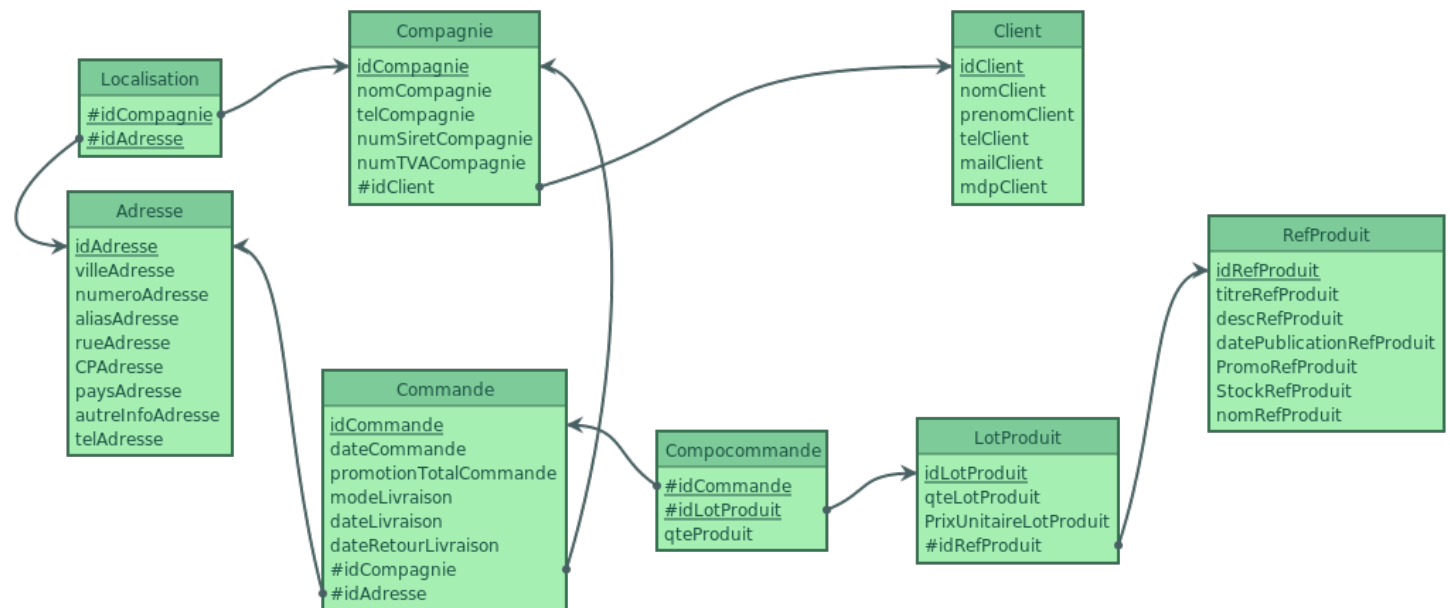 Compagnie
idCompagnie
nomCompagnie
telCompagnie
numSiretCompagnie
numTVACompagnie
#idClient
Client
idClient
nomClient
prenomClient
telClient
mailClient
mdpClient
Localisation
#idCompagnie
#idAdresse
Adresse
idAdresse
villeAdresse
numeroAdresse
aliasAdresse
rueAdresse
CPAdresse
paysAdresse
autreInfoAdresse
telAdresse
RefProduit
idRefProduit
titreRefProduit
descRefProduit
datePublicationRefProduit
PromoRefProduit
StockRefProduit
nomRefProduit
Commande
idCommande
dateCommande
promotionTotalCommande
modeLivraison
dateLivraison
dateRetourLivraison
#idCompagnie
#idAdresse
Compocommande
#idCommande
#idLotProduit
qteProduit
LotProduit
idLotProduit
qteLotProduit
PrixUnitaireLotProduit
#idRefProduit